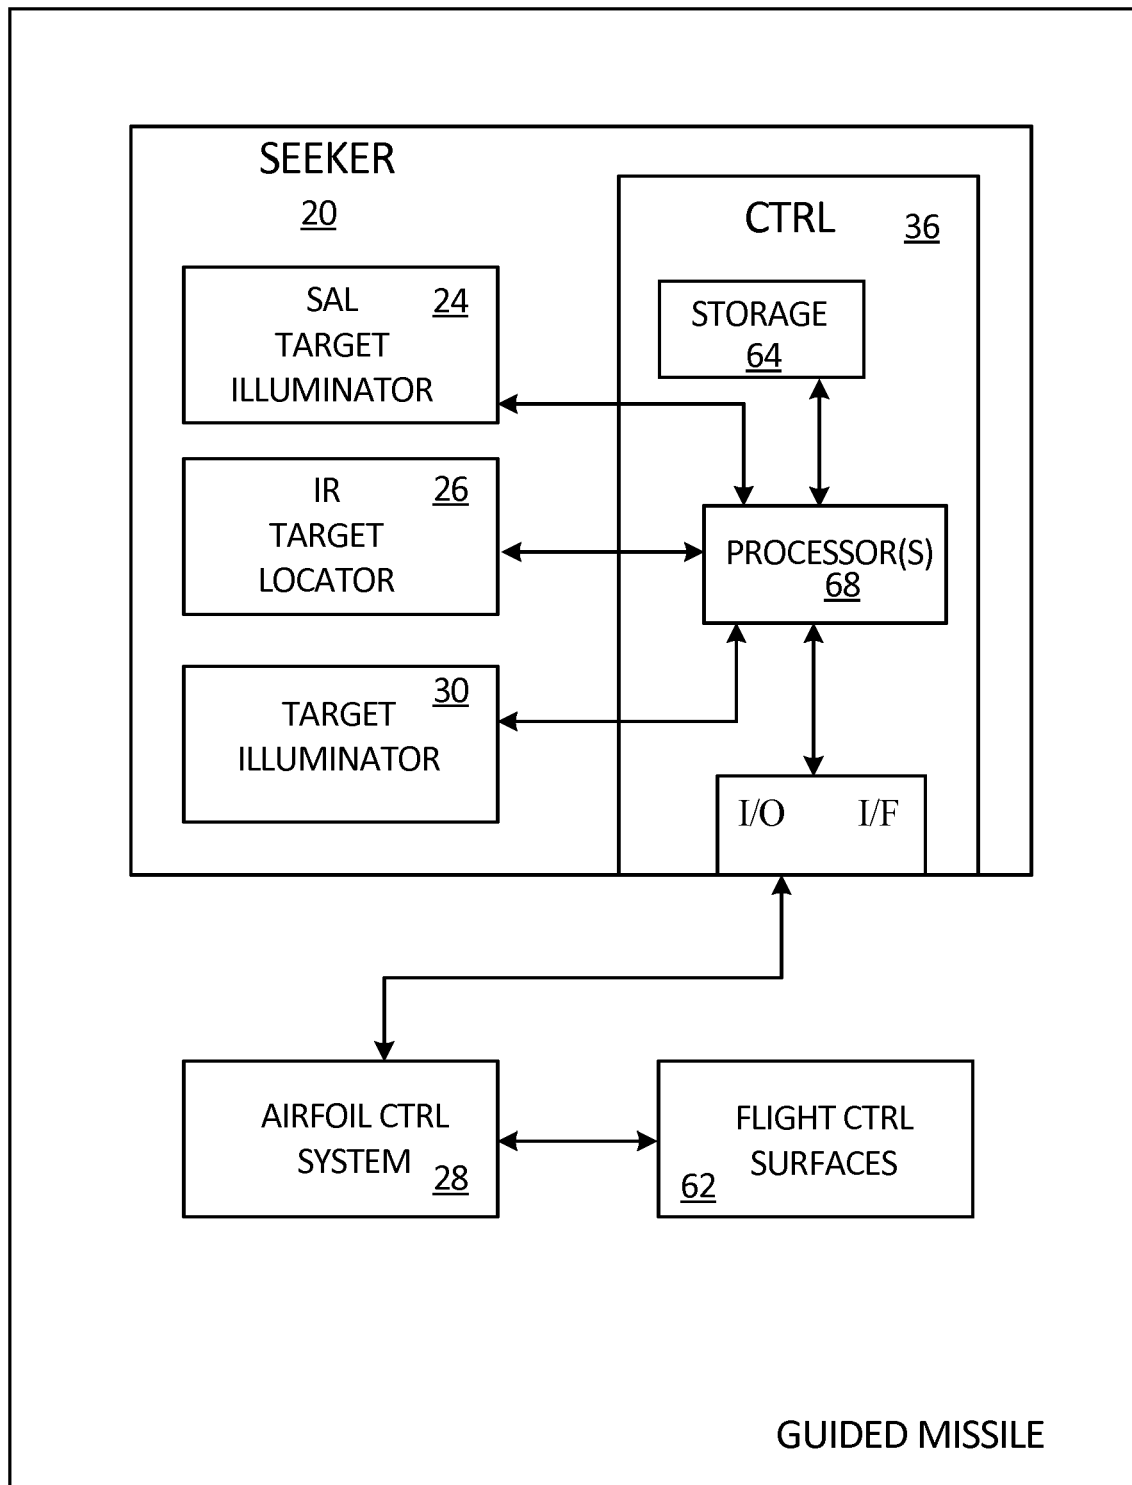 SEEKER
20
CTRL
36
SAL
24
TARGET
ILLUMINATOR
STORAGE
64
IR
26
TARGET
LOCATOR
PROCESSOR(S)
68
30
TARGET
ILLUMINATOR
I/O I/F
AIRFOIL CTRL
SYSTEM
28
FLIGHT CTRL
SURFACES
62
GUIDED MISSILE